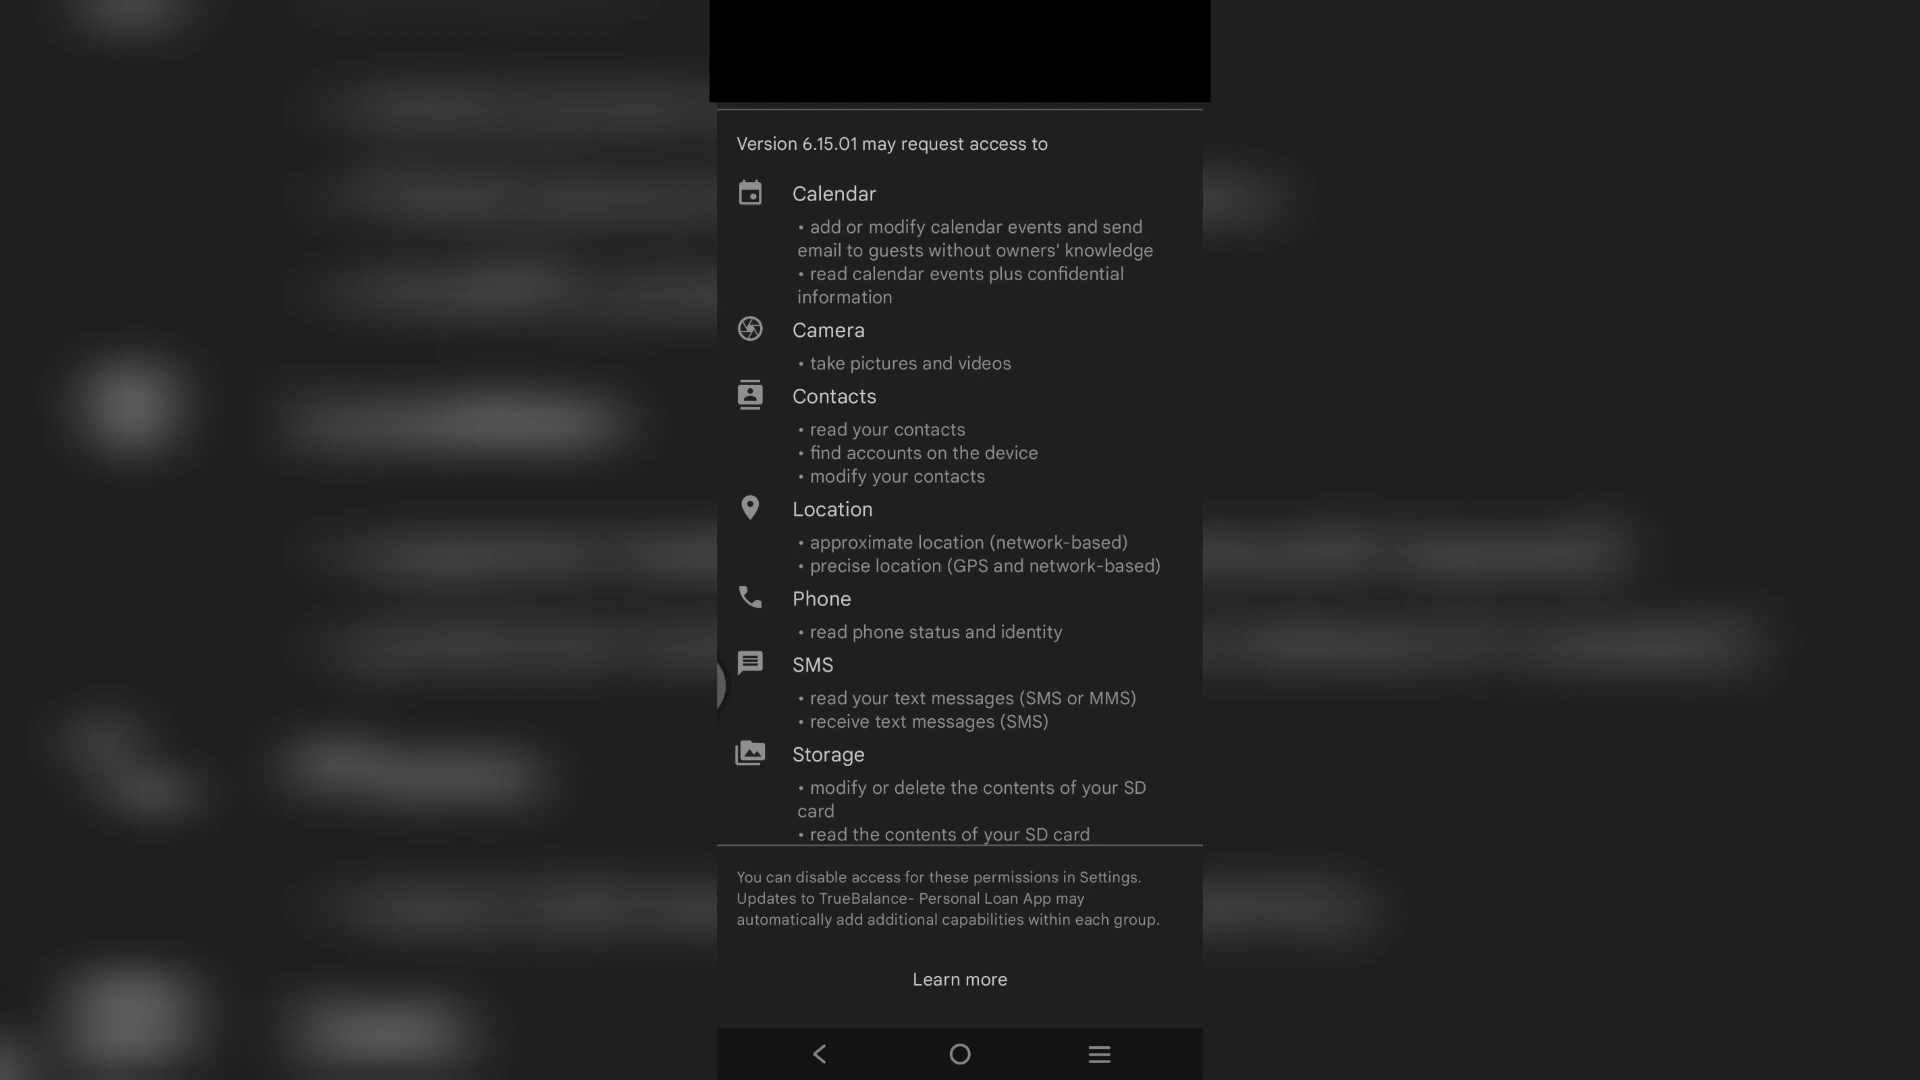 Version 6.15.01 may request access to
Calendar
• add or modify calendar events and send
email to guests without owners' knowledge
• read calendar events plus confidential
information
Camera
• take pictures and videos
Contacts
• read your contacts
• find accounts on the device
• modify your contacts
Location
• approximate location (network-based)
• precise location (GPS and network-based)
Phone
• read phone status and identity
SMS
• read your text messages (SMS or MMS)
• receive text messages (SMS)
Storage
• modify or delete the contents of your SD
card
• read the contents of your SD card
You can disable access for these permissions in Settings.
Updates to TrueBalance- Personal Loan App may
automatically add additional capabilities within each group.
Learn more